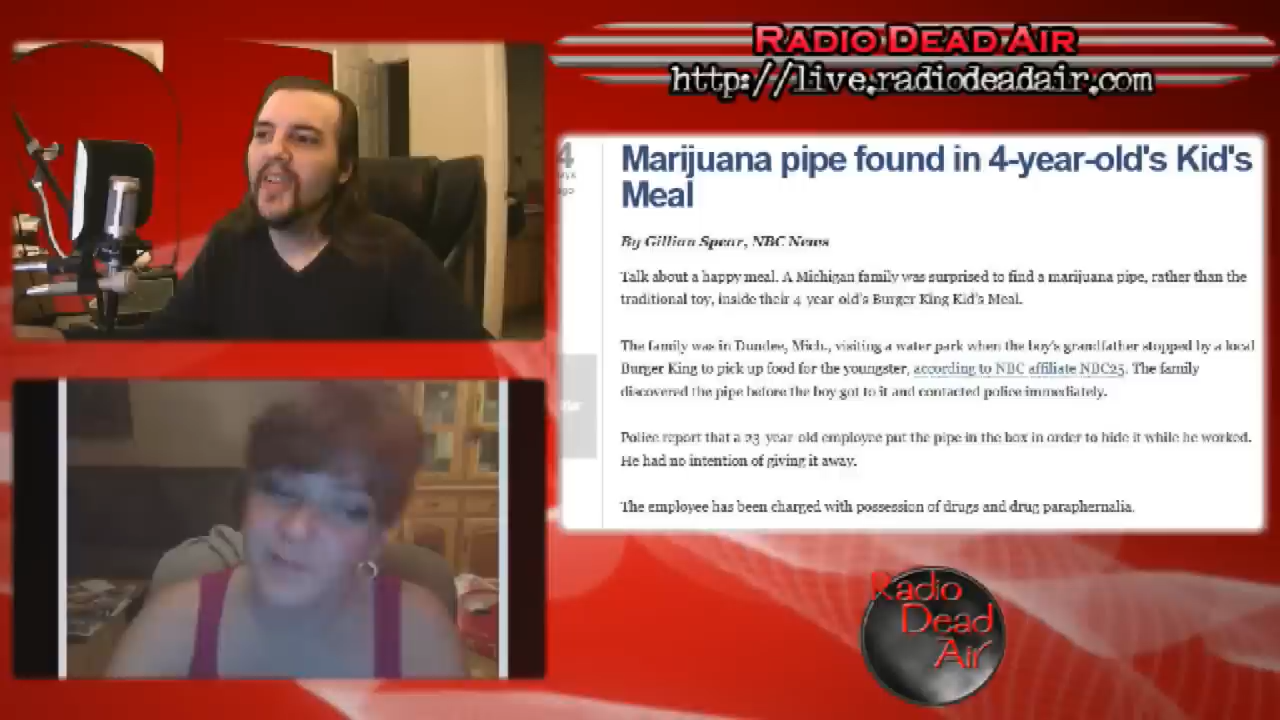 RADIO DEAD AIR
http://live.radiodeadair.com
4
ago
Marijuana pipe found in 4-year-old's Kid's
Meal
By Gillian Spear, NBC News
Talk about a happy meal. A Michigan family was surprised to find a marijuana pipe, rather than the
traditional toy, inside their 4-year-old's Burger King Kid's Meal.
The family was in Dundee, Mich., visiting a water park when the boy's grandfather stopped by a local
Burger King to pick up food for the youngster, according to NBC affiliate NBC25. The family
discovered the pipe before the boy got to it and contacted police immediately.
Police report that a 23-year-old employee put the pipe in the box in order to hide it while he worked.
He had no intention of giving it away.
The employee has been charged with possession of drugs and drug paraphernalia.
Radio
Dead
Air